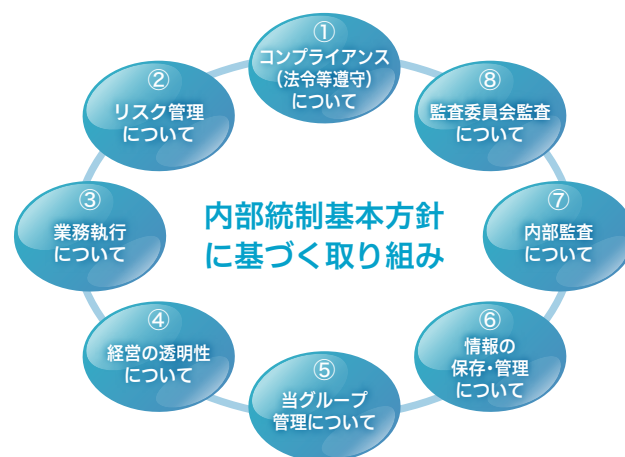 ①
コンプライアンス
(法令等遵守)
について
②
リスク管理
について
③
業務執行
について
④
経営の透明性
について
⑤
当グループ
管理について
⑥
情報の
保存・管理
について
⑦
内部監査
について
⑧
監査委員会監査
について
内部統制基本方針
に基づく取り組み